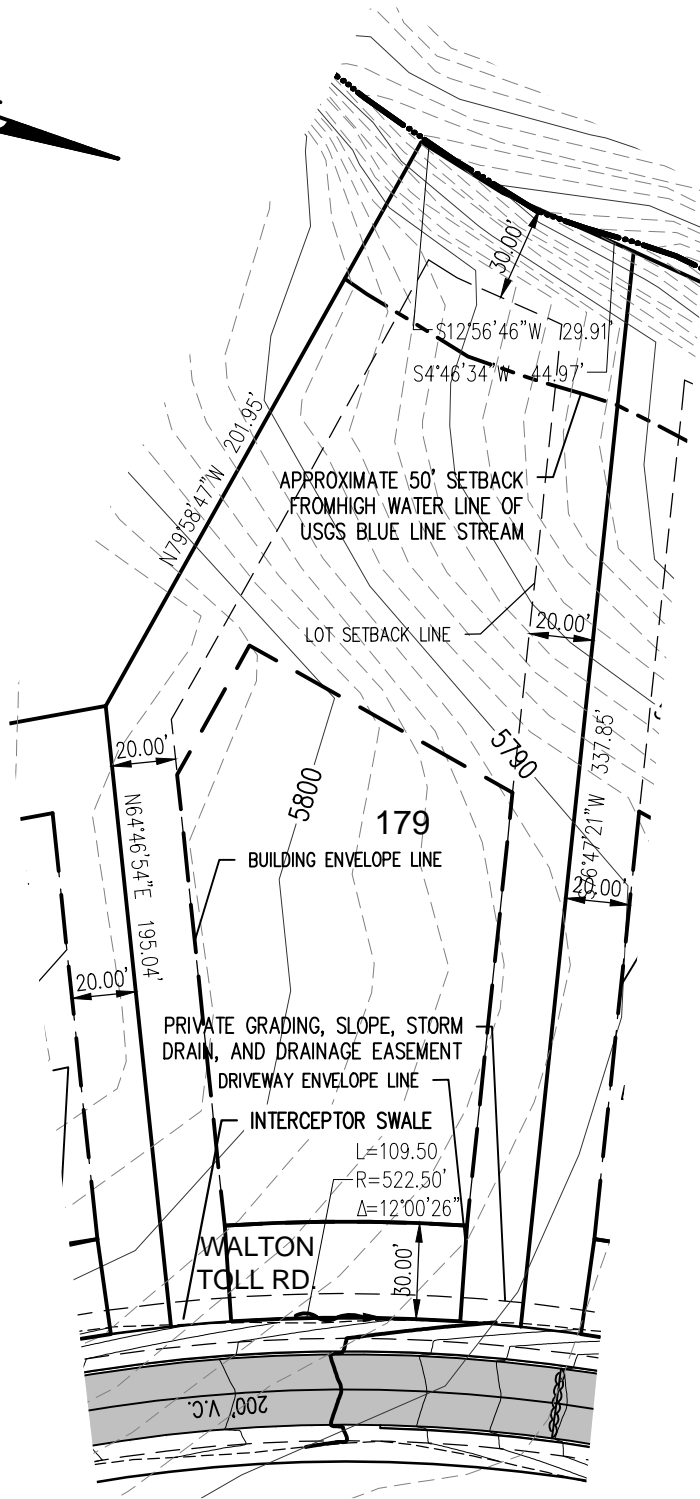 30.00'
S12°56'46"W 29.91'
S4°46'34"W 44.97'
N79°58'47"W 201.95'
APPROXIMATE 50' SETBACK
FROMHIGH WATER LINE OF
USGS BLUE LINE STREAM
LOT SETBACK LINE
20.00'
20.00'
5790
5800
179
337.85'
BUILDING ENVELOPE LINE
N64°46'54"E 195.04'
20.00'
20.00'
PRIVATE GRADING, SLOPE, STORM
DRAIN, AND DRAINAGE EASEMENT
DRIVEWAY ENVELOPE LINE
INTERCEPTOR SWALE
L=109.50
R=522.50'
Δ=12°00'26"
WALTON
TOLL RD.
30.00'
200' V.C.